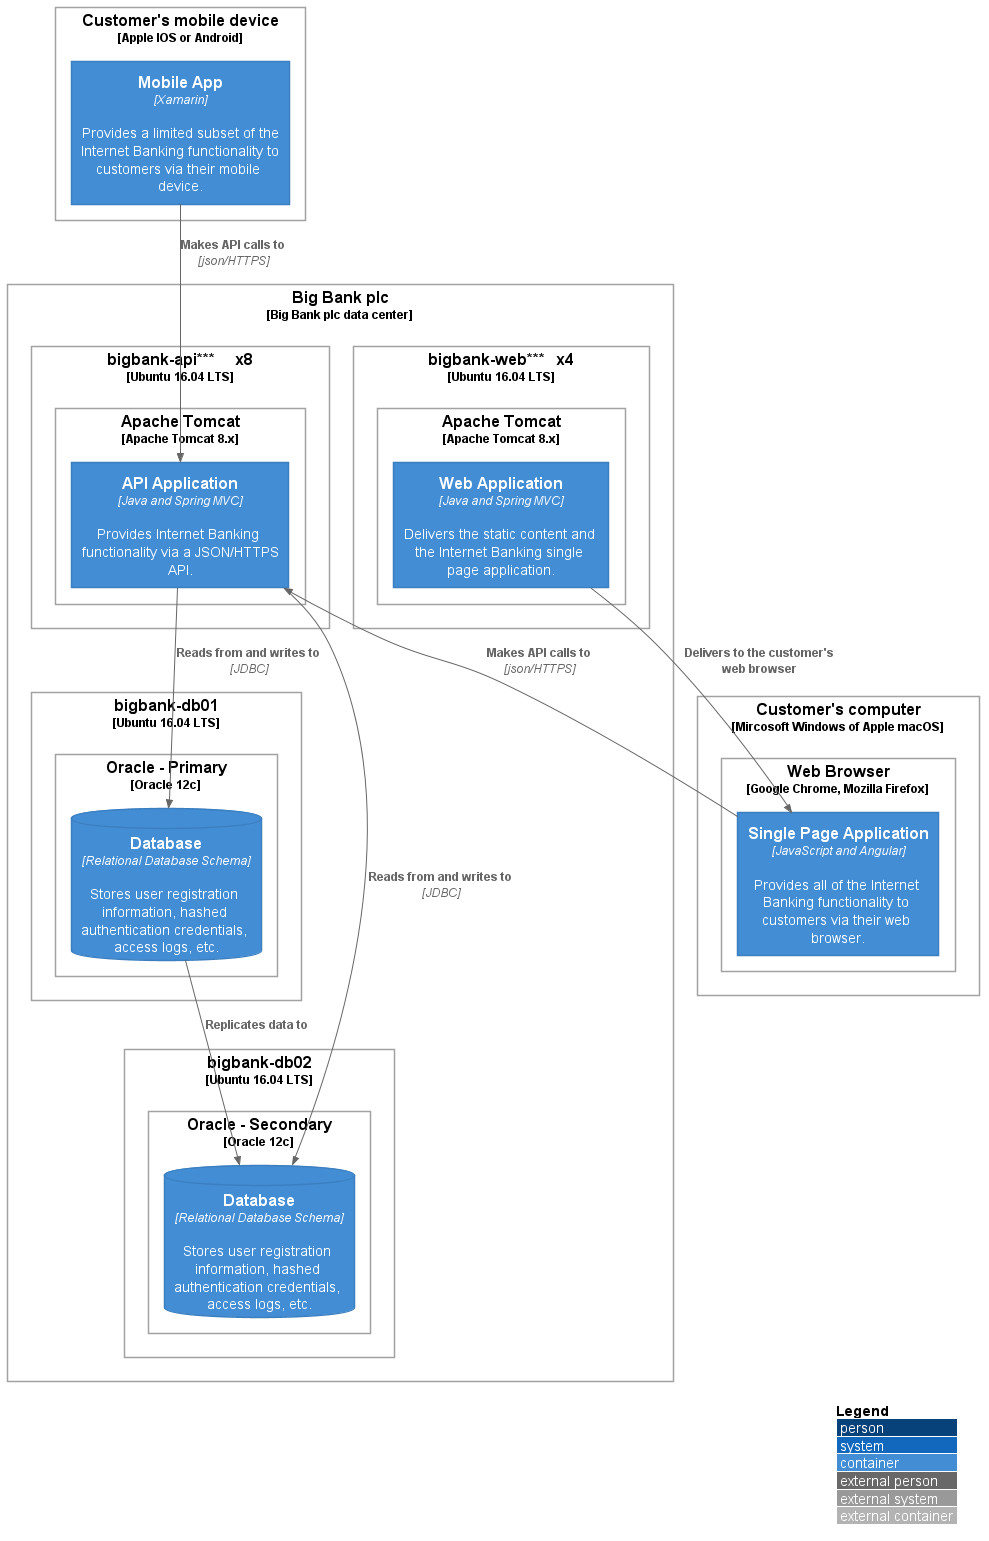 Customer's mobile device
[Apple IOS or Android]
Mobile App
[Xamarin]
Provides a limited subset of the
Internet Banking functionality to
customers via their mobile
device.
Makes API calls to
[json/HTTPS]
Big Bank plc
[Big Bank plc data center]
bigbank-api*** x8
[Ubuntu 16.04 LTS]
Apache Tomcat
[Apache Tomcat 8.x]
API Application
[Java and Spring MVC]
Provides Internet Banking
functionality via a JSON/HTTPS
API.
bigbank-web*** x4
[Ubuntu 16.04 LTS]
Apache Tomcat
[Apache Tomcat 8.x]
Web Application
[Java and Spring MVC]
Delivers the static content and
the Internet Banking single
page application.
Reads from and writes to
[JDBC]
Makes API calls to
[json/HTTPS]
Delivers to the customer's
web browser
bigbank-db01
[Ubuntu 16.04 LTS]
Oracle - Primary
[Oracle 12c]
Database
[Relational Database Schema]
Stores user registration
information, hashed
authentication credentials,
access logs, etc.
Customer's computer
[Mircosoft Windows of Apple macOS]
Web Browser
[Google Chrome, Mozilla Firefox]
Single Page Application
[JavaScript and Angular]
Provides all of the Internet
Banking functionality to
customers via their web
browser.
Reads from and writes to
[JDBC]
Replicates data to
bigbank-db02
[Ubuntu 16.04 LTS]
Oracle - Secondary
[Oracle 12c]
Database
[Relational Database Schema]
Stores user registration
information, hashed
authentication credentials,
access logs, etc.
Legend
person
system
container
external person
external system
external container